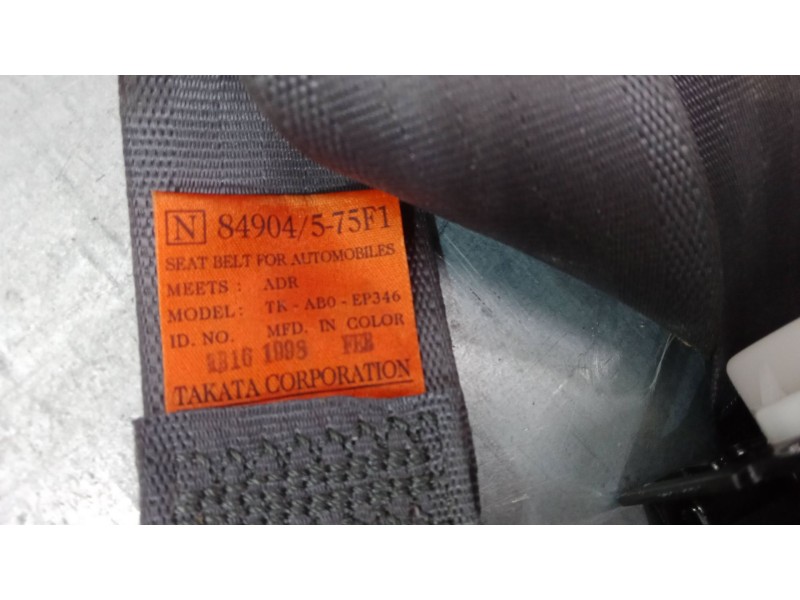 N 84904/5-75F1
SEAT BELT FOR AUTOMOBILES
MEETS: ADR
MODEL: TK-AB0-EP346
ID. NO. MFD. IN COLOR
1998 FEB
TAKATA CORPORATION